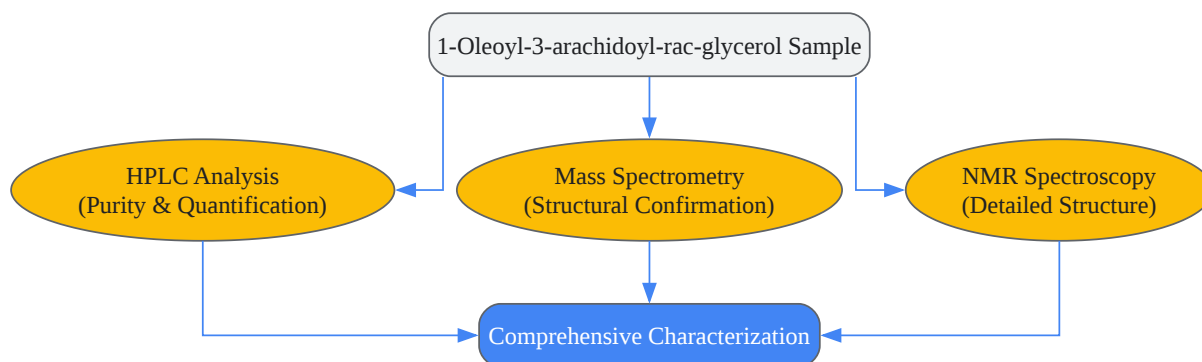 1-Oleoyl-3-arachidoyl-rac-glycerol Sample
HPLC Analysis
(Purity & Quantification)
Mass Spectrometry
(Structural Confirmation)
NMR Spectroscopy
(Detailed Structure)
Comprehensive Characterization